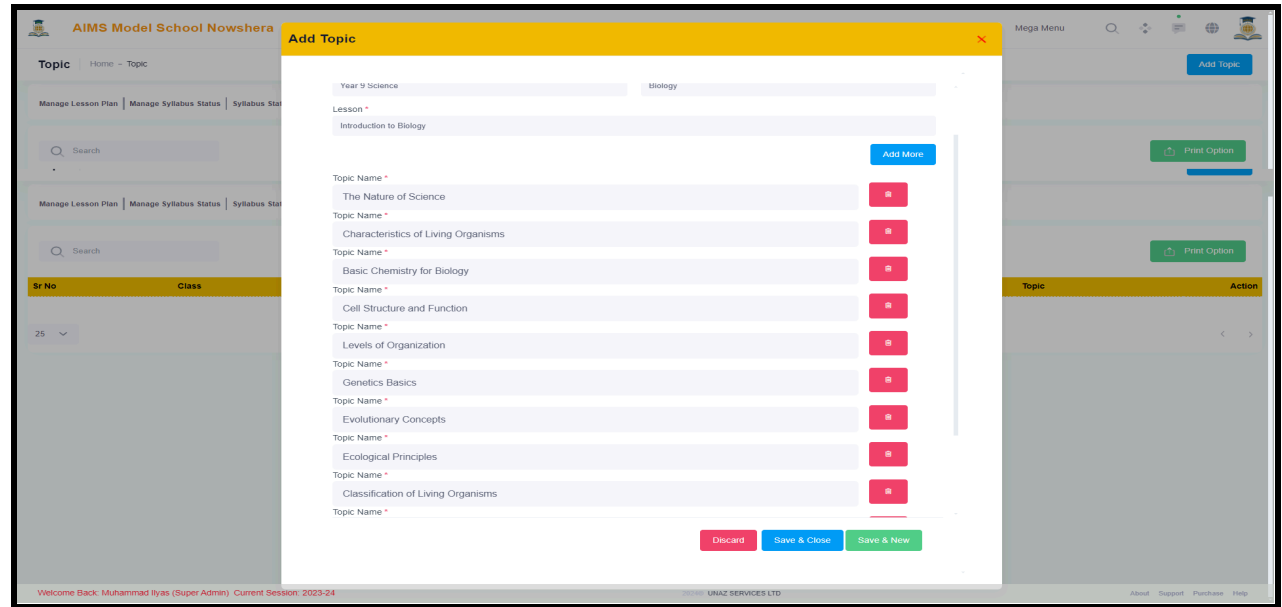 AIMS Model School Nowshera
Mega Menu
Add Topic
Topic
Home - Topic
Add Topic
Year 9 Science
Biology
Manage Lesson Plan | Manage Syllabus Status | Syllabus Stat
Lesson *
Introduction to Biology
Search
Add More
Print Option
Topic Name *
The Nature of Science
Manage Lesson Plan | Manage Syllabus Status | Syllabus Stat
Topic Name *
Characteristics of Living Organisms
Search
Topic Name *
Basic Chemistry for Biology
Print Option
Sr No
Class
Topic
Action
Topic Name *
Cell Structure and Function
25
Topic Name *
Levels of Organization
Topic Name *
Genetics Basics
Topic Name *
Evolutionary Concepts
Topic Name *
Ecological Principles
Topic Name *
Classification of Living Organisms
Topic Name *
Discard
Save & Close
Save & New
Welcome Back: Muhammad Ilyas (Super Admin) Current Session: 2023-24
UNAZ SERVICES LTD
About Support Purchase Help